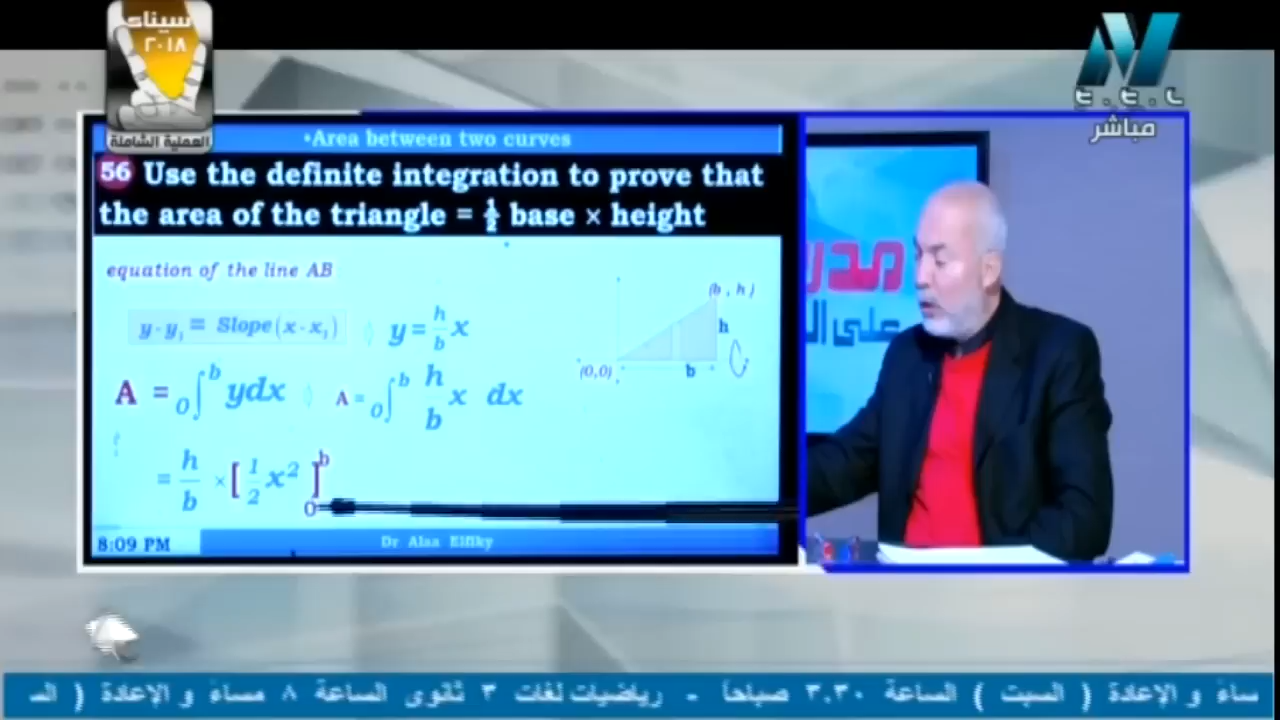 سيناء
٢٠١٨
العملية الشاملة
مباشر
•Area between two curves
56 Use the definite integration to prove that
the area of the triangle = ½ base × height
equation of the line AB
y-y₁ = Slope(x-x₁) ◊ y = h/b x
(b , h)
h
(0,0) b
A = ₀∫ᵇ ydx ◊ A = ₀∫ᵇ h/b x dx
= h/b × [ 1/2 x² ]ᵇ₀
8:09 PM Dr Alaa Elfiky
ساءً و الإعادة ( السبت ) الساعة ٣.٣٠ صباحاً - رياضيات لغات ٣ ثانوى الساعة ٨ مساءً و الإعادة ( الـ